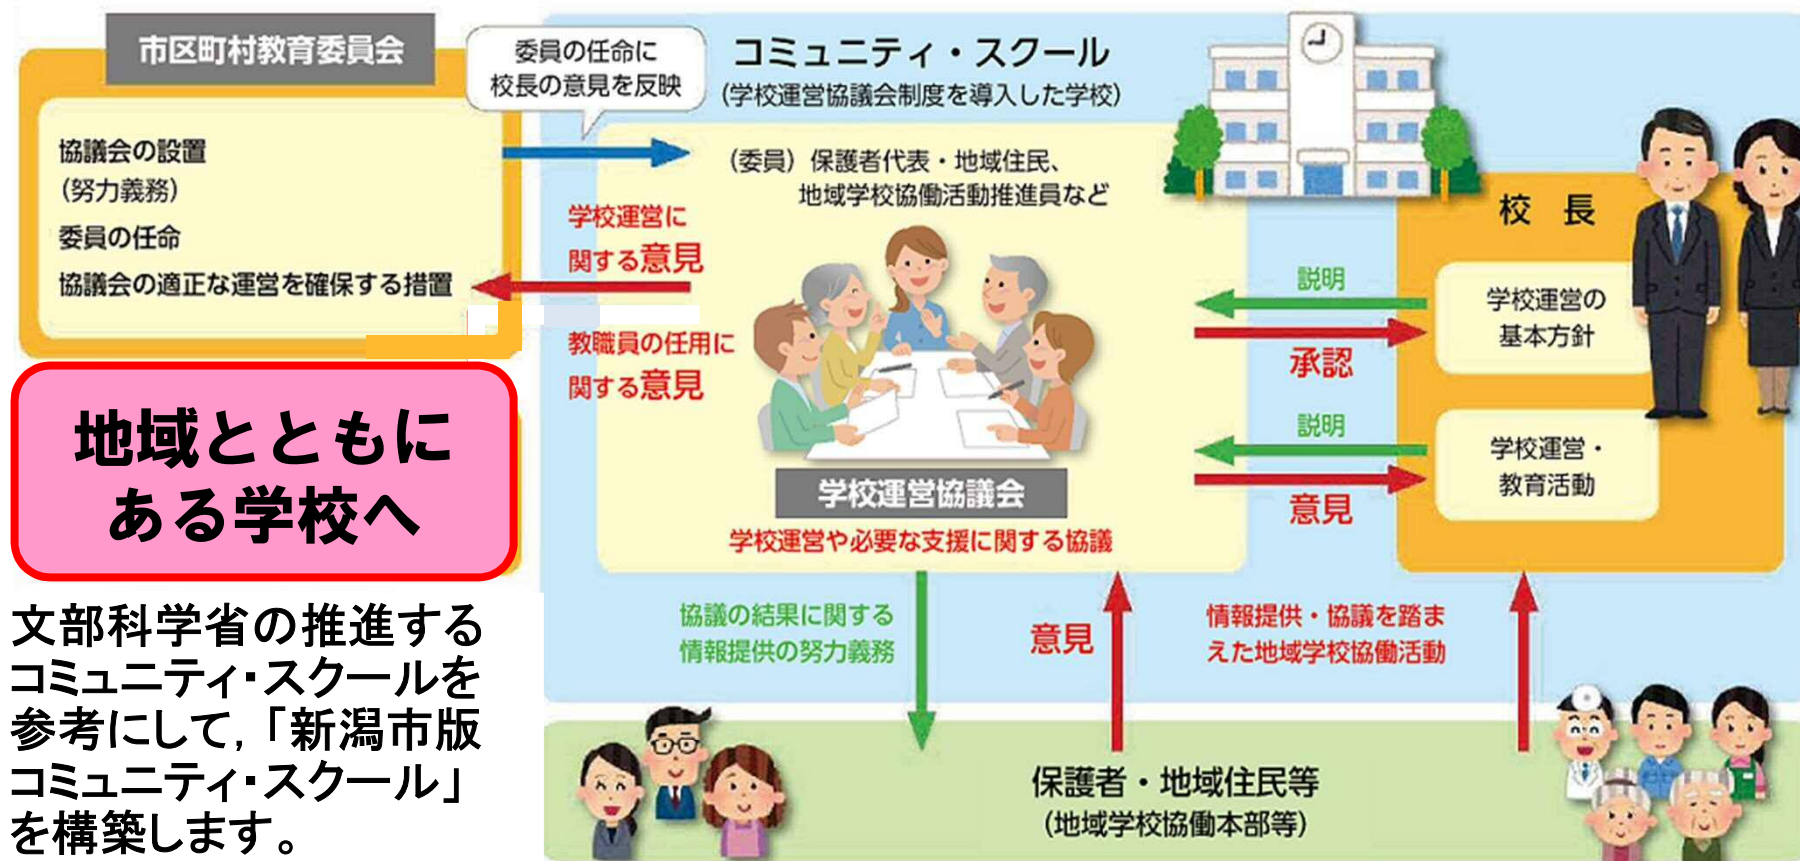 市区町村教育委員会
協議会の設置
(努力義務)
委員の任命
協議会の適正な運営を確保する措置
委員の任命に
校長の意見を反映
コミュニティ・スクール
(学校運営協議会制度を導入した学校)
(委員) 保護者代表・地域住民、
地域学校協働活動推進員など
学校運営に
関する意見
教職員の任用に
関する意見
学校運営協議会
学校運営や必要な支援に関する協議
校 長
説明
承認
学校運営の
基本方針
説明
意見
学校運営・
教育活動
地域とともに
ある学校へ
文部科学省の推進する
コミュニティ・スクールを
参考にして,「新潟市版
コミュニティ・スクール」
を構築します。
協議の結果に関する
情報提供の努力義務
意見
情報提供・協議を踏ま
えた地域学校協働活動
保護者・地域住民等
(地域学校協働本部等)